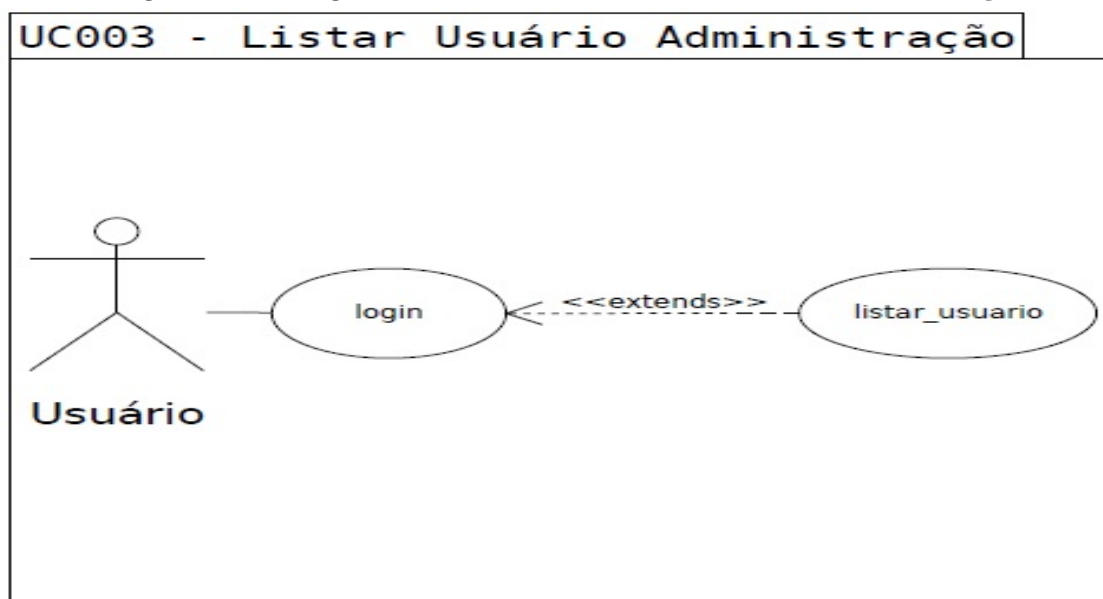 UC003 - Listar Usuário Administração
login
<<extends>>
listar_usuario
Usuário